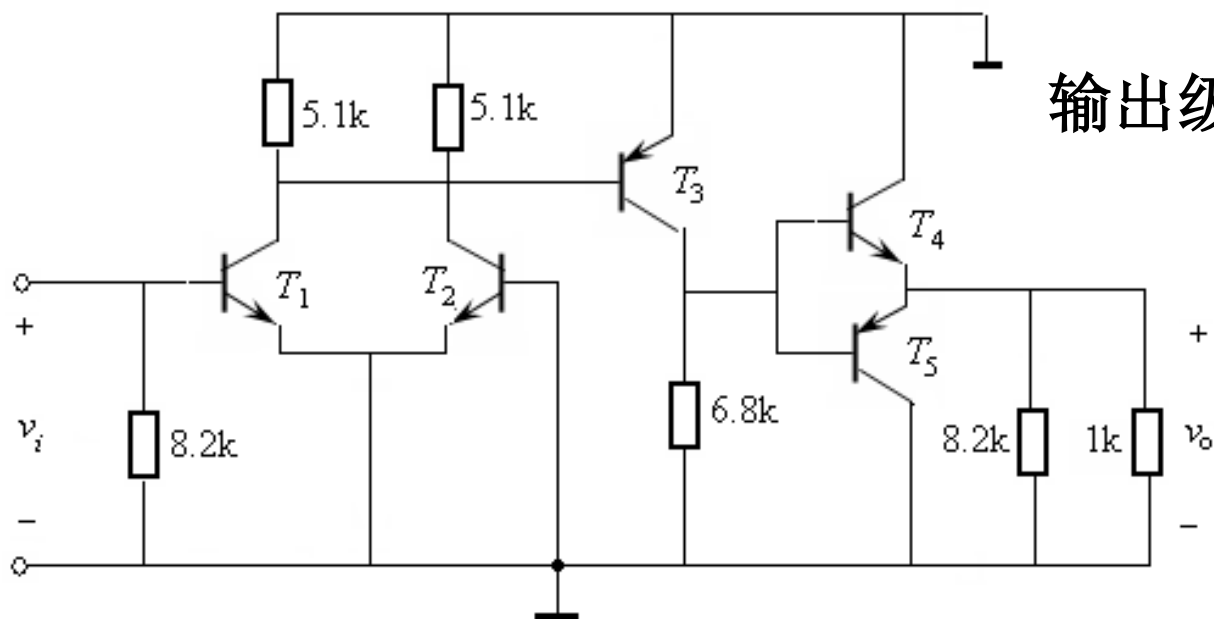 输出级
5.1k
5.1k
T3
T4
T1
T2
+
+
T5
6.8k
vi
8.2k
8.2k
1k
vo
−
−